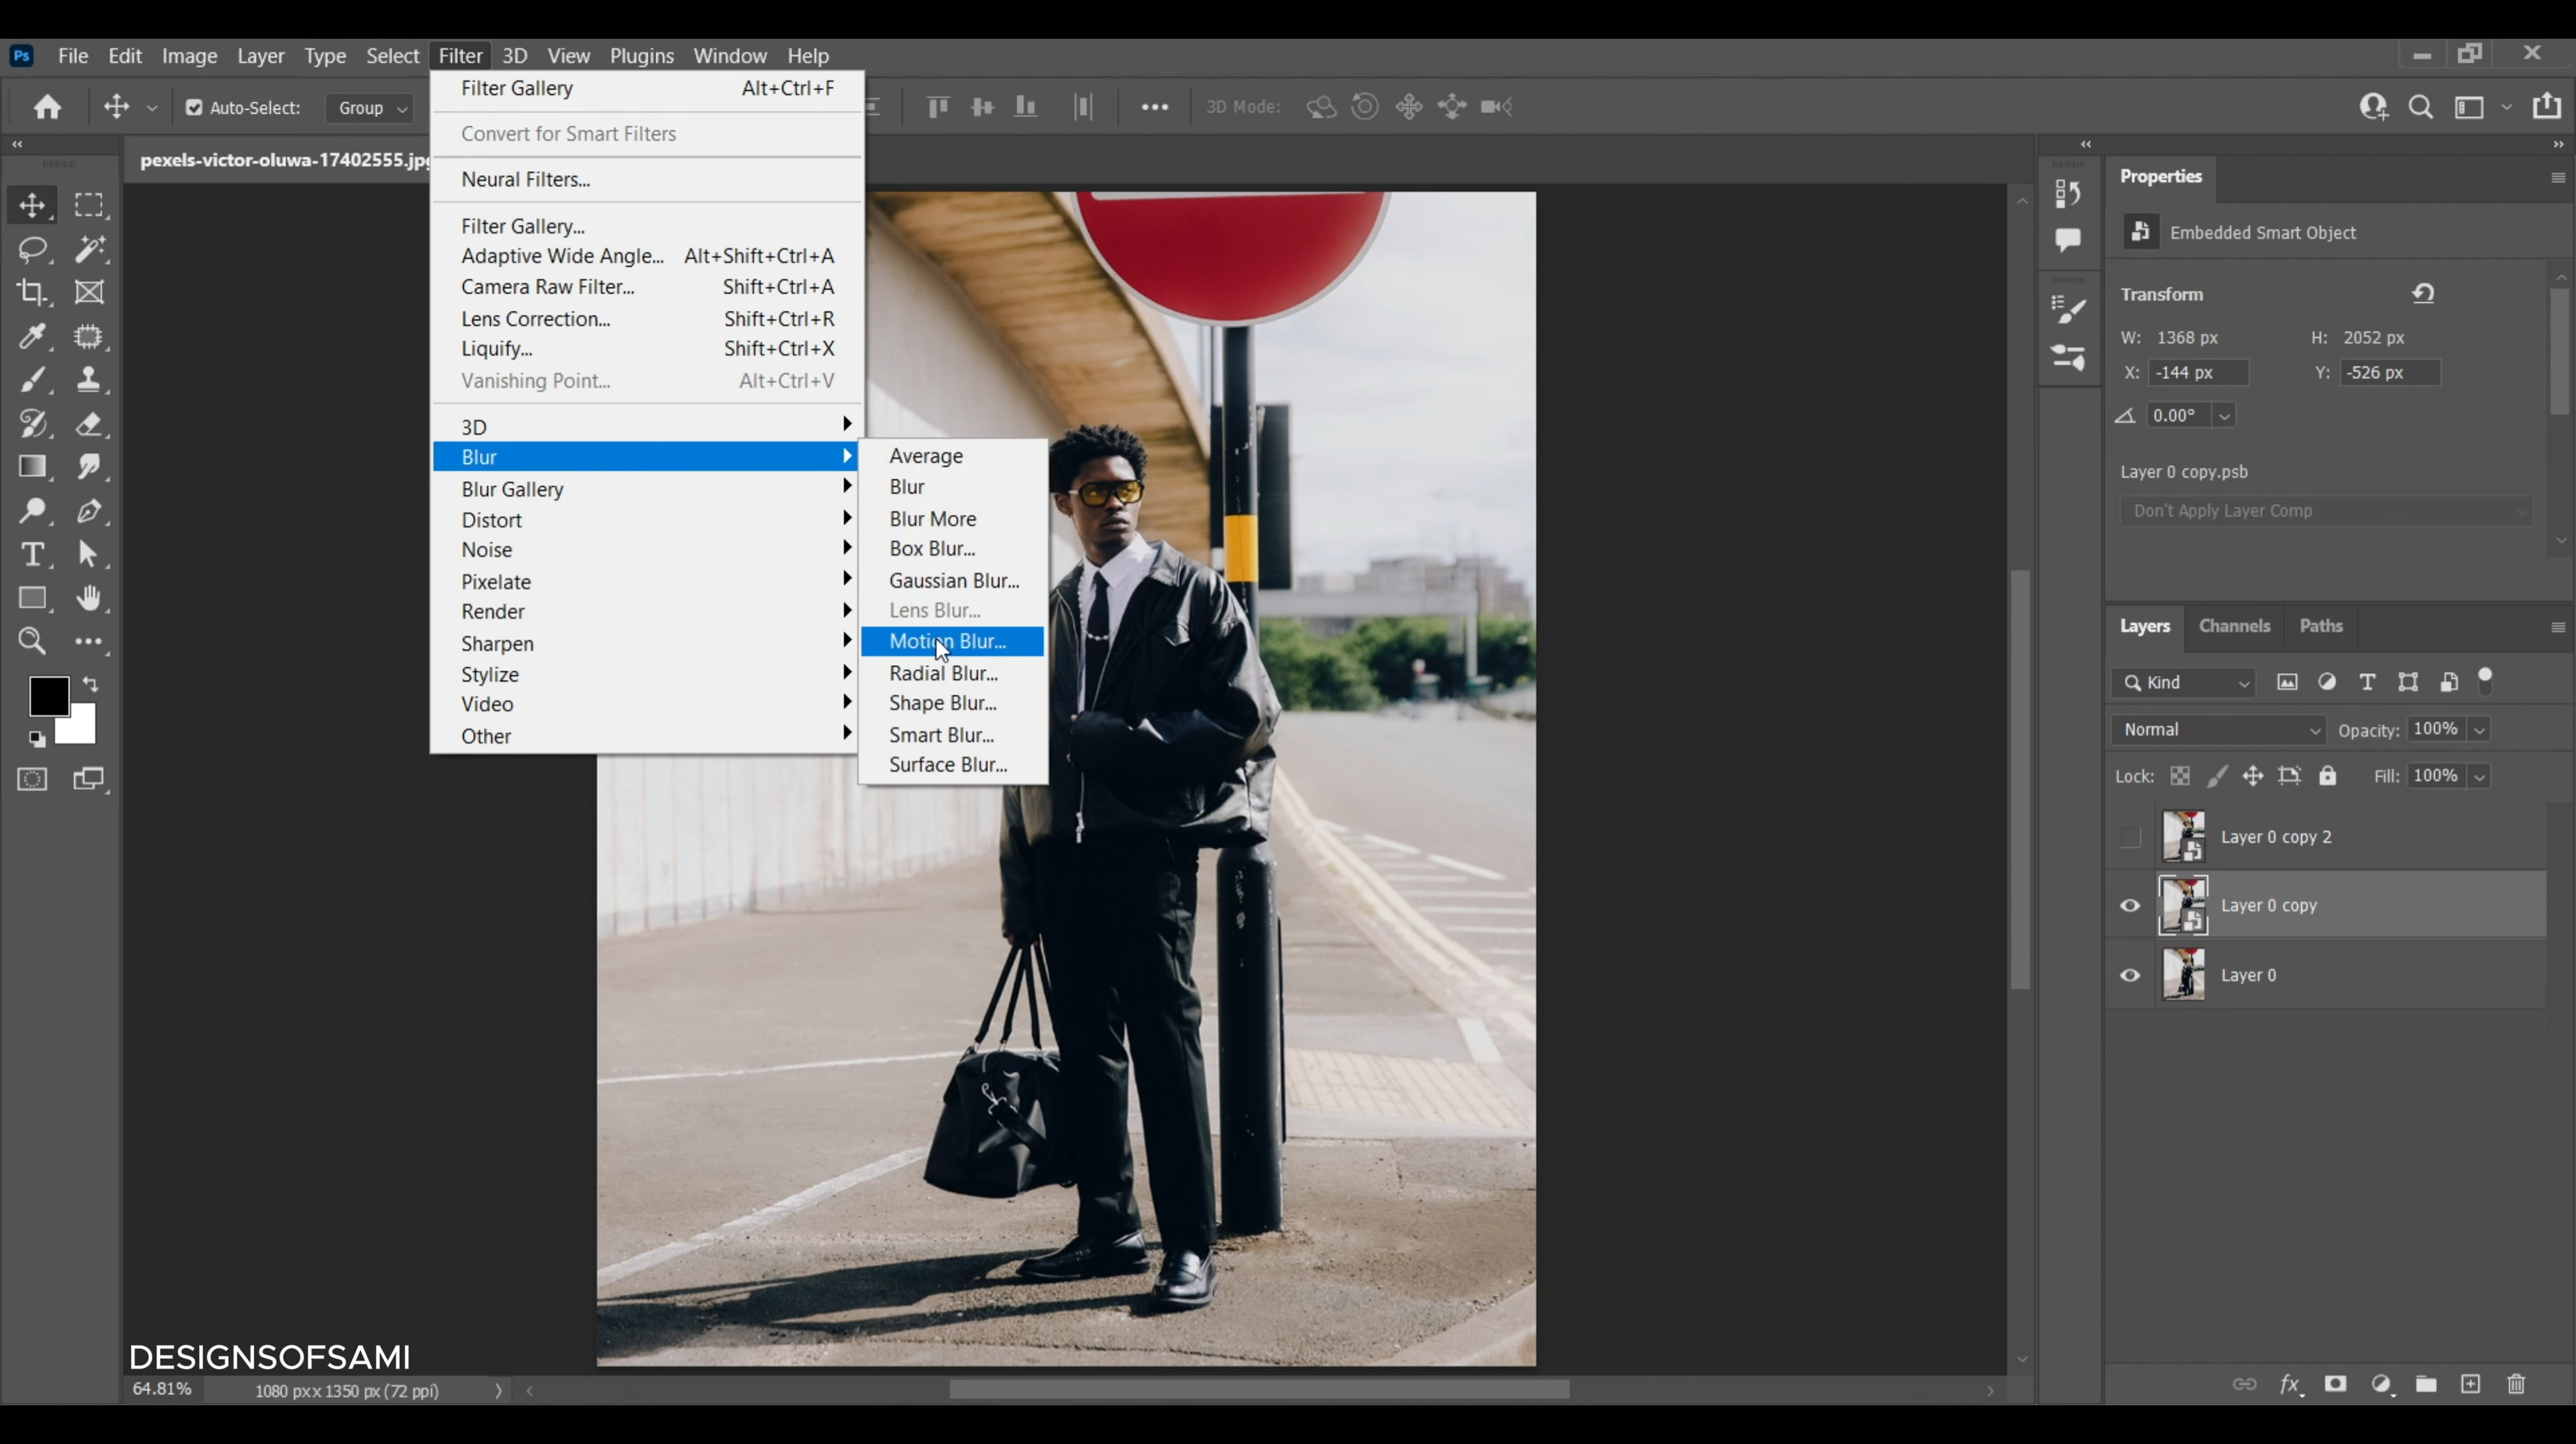 Ps File Edit Image Layer Type Select Filter 3D View Plugins Window Help
Auto-Select: Group 3D Mode:
pexels-victor-oluwa-17402555.jpg
Filter Gallery Alt+Ctrl+F
Convert for Smart Filters
Neural Filters...
Filter Gallery...
Adaptive Wide Angle... Alt+Shift+Ctrl+A
Camera Raw Filter... Shift+Ctrl+A
Lens Correction... Shift+Ctrl+R
Liquify... Shift+Ctrl+X
Vanishing Point... Alt+Ctrl+V
3D
Blur
Blur Gallery
Distort
Noise
Pixelate
Render
Sharpen
Stylize
Video
Other
Average
Blur
Blur More
Box Blur...
Gaussian Blur...
Lens Blur...
Motion Blur...
Radial Blur...
Shape Blur...
Smart Blur...
Surface Blur...
Properties
Embedded Smart Object
Transform
W: 1368 px H: 2052 px
X: -144 px Y: -526 px
0.00°
Layer 0 copy.psb
Don't Apply Layer Comp
Layers Channels Paths
Kind
Normal Opacity: 100%
Lock: Fill: 100%
Layer 0 copy 2
Layer 0 copy
Layer 0
fx
DESIGNSOFSAMI
64.81% 1080 px x 1350 px (72 ppi)